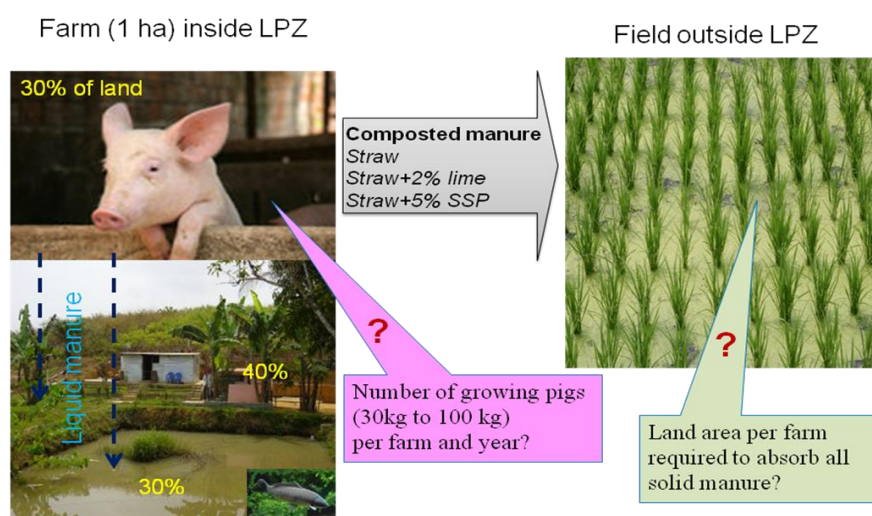 Farm (1 ha) inside LPZ
Field outside LPZ
30% of land
Composted manure
Straw
Straw+2% lime
Straw+5% SSP
Liquid manure
40%
30%
?
Number of growing pigs
(30kg to 100 kg)
per farm and year?
?
Land area per farm
required to absorb all
solid manure?